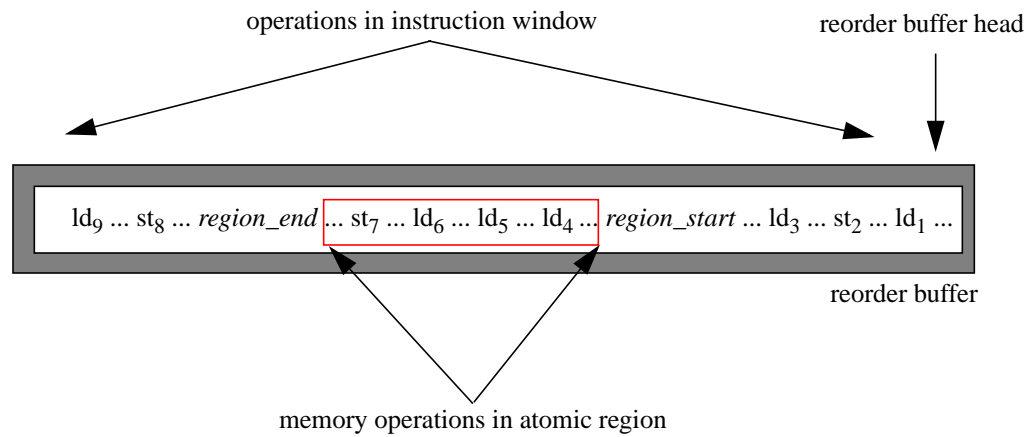 operations in instruction window
reorder buffer head
ld9 ... st8 ... region_end ... st7 ... ld6 ... ld5 ... ld4 ... region_start ... ld3 ... st2 ... ld1 ...
reorder buffer
memory operations in atomic region